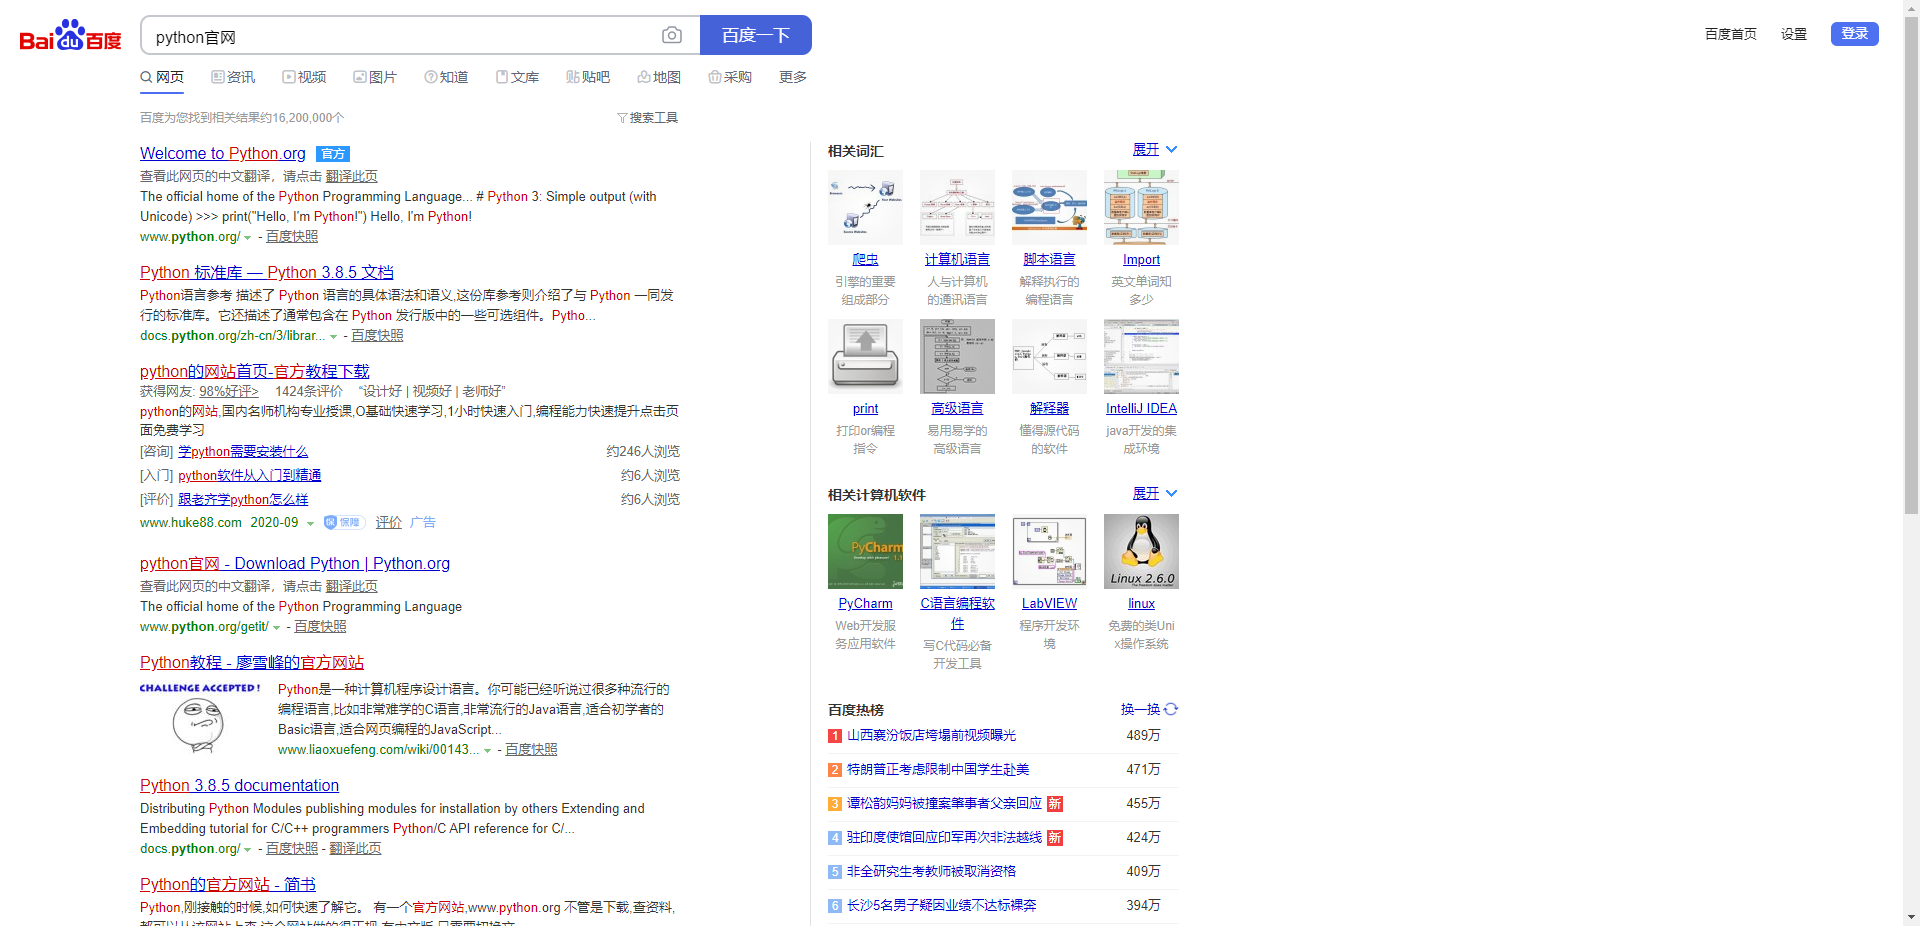 Bai du 百度
python官网
百度一下
百度首页 设置 登录
网页 资讯 视频 图片 知道 文库 贴吧 地图 采购 更多
百度为您找到相关结果约16,200,000个
搜索工具
Welcome to Python.org 官方
查看此网页的中文翻译，请点击 翻译此页
The official home of the Python Programming Language... # Python 3: Simple output (with
Unicode) >>> print("Hello, I'm Python!") Hello, I'm Python!
www.python.org/ - 百度快照
Python 标准库 — Python 3.8.5 文档
Python语言参考 描述了 Python 语言的具体语法和语义,这份库参考则介绍了与 Python 一同发
行的标准库。它还描述了通常包含在 Python 发行版中的一些可选组件。Pytho...
docs.python.org/zh-cn/3/librar... - 百度快照
python的网站首页-官方教程下载
获得网友: 98%好评> 1424条评价 “设计好 | 视频好 | 老师好”
python的网站,国内名师机构专业授课,O基础快速学习,1小时快速入门,编程能力快速提升点击页
面免费学习
[咨询] 学python需要安装什么 约246人浏览
[入门] python软件从入门到精通 约6人浏览
[评价] 跟老齐学python怎么样 约6人浏览
www.huke88.com 2020-09 保 保障 评价 广告
python官网 - Download Python | Python.org
查看此网页的中文翻译，请点击 翻译此页
The official home of the Python Programming Language
www.python.org/getit/ - 百度快照
Python教程 - 廖雪峰的官方网站
CHALLENGE ACCEPTED!
Python是一种计算机程序设计语言。你可能已经听说过很多种流行的
编程语言,比如非常难学的C语言,非常流行的Java语言,适合初学者的
Basic语言,适合网页编程的JavaScript...
www.liaoxuefeng.com/wiki/00143... - 百度快照
Python 3.8.5 documentation
Distributing Python Modules publishing modules for installation by others Extending and
Embedding tutorial for C/C++ programmers Python/C API reference for C/...
docs.python.org/ - 百度快照 - 翻译此页
Python的官方网站 - 简书
Python,刚接触的时候,如何快速了解它。 有一个官方网站,www.python.org 不管是下载,查资料,
相关词汇 展开
爬虫 计算机语言 脚本语言 Import
引擎的重要 人与计算机 解释执行的 英文单词知
组成部分 的通讯语言 编程语言 多少
print 高级语言 解释器 IntelliJ IDEA
打印or编程 易用易学的 懂得源代码 java开发的集
指令 高级语言 的软件 成环境
相关计算机软件 展开
PyCharm
Linux 2.6.0
PyCharm C语言编程软 LabVIEW linux
件
Web开发服 写C代码必备 程序开发环 免费的类Uni
务应用软件 开发工具 境 x操作系统
百度热榜 换一换
1 山西襄汾饭店垮塌前视频曝光 489万
2 特朗普正考虑限制中国学生赴美 471万
3 谭松韵妈妈被撞案肇事者父亲回应 新 455万
4 驻印度使馆回应印军再次非法越线 新 424万
5 非全研究生考教师被取消资格 409万
6 长沙5名男子疑因业绩不达标裸奔 394万